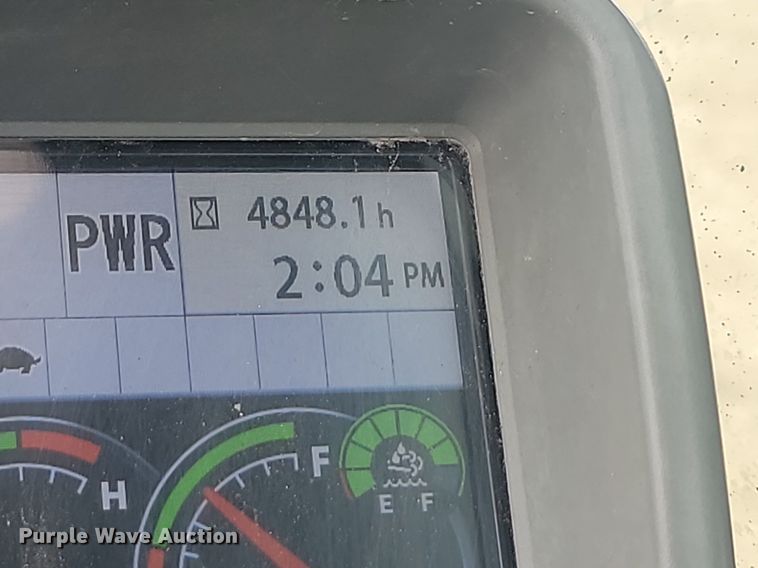 PWR
4848.1 h
2:04 PM
H
F
E F
Purple Wave Auction